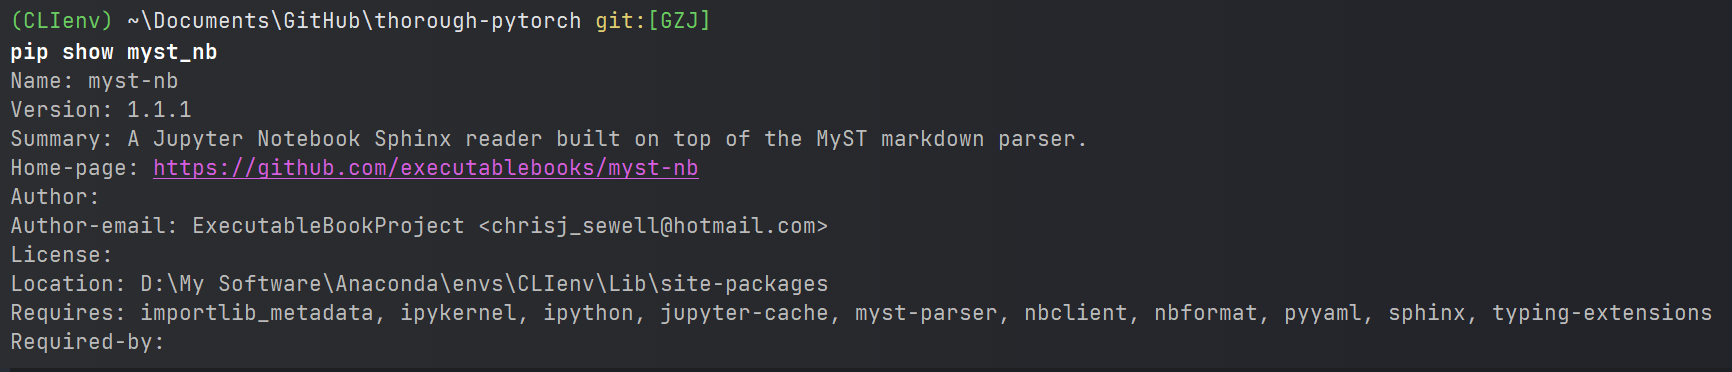 (CLIenv) ~\Documents\GitHub\thorough-pytorch git:[GZJ]
pip show myst_nb
Name: myst-nb
Version: 1.1.1
Summary: A Jupyter Notebook Sphinx reader built on top of the MyST markdown parser.
Home-page: https://github.com/executablebooks/myst-nb
Author:
Author-email: ExecutableBookProject <chrisj_sewell@hotmail.com>
License:
Location: D:\My Software\Anaconda\envs\CLIenv\Lib\site-packages
Requires: importlib_metadata, ipykernel, ipython, jupyter-cache, myst-parser, nbclient, nbformat, pyyaml, sphinx, typing-extensions
Required-by: